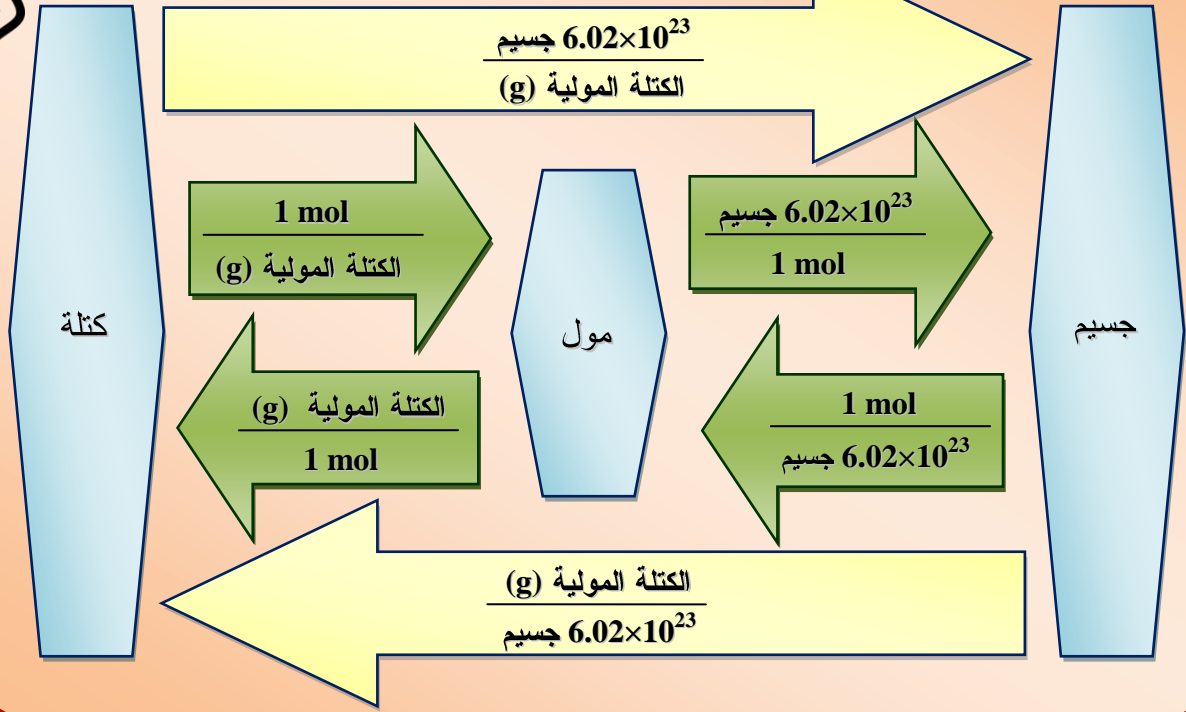 6.02×10²³ جسيم
الكتلة المولية (g)
1 mol
الكتلة المولية (g)
6.02×10²³ جسيم
1 mol
كتلة
مول
جسيم
الكتلة المولية (g)
1 mol
1 mol
6.02×10²³ جسيم
الكتلة المولية (g)
6.02×10²³ جسيم